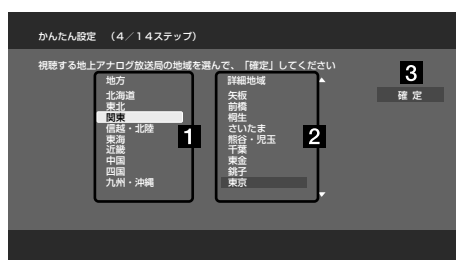 かんたん設定 (4/14ステップ)
視聴する地上アナログ放送局の地域を選んで、「確定」してください
地方
北海道
東北
関東
信越・北陸
東海
近畿
中国
四国
九州・沖縄
1
詳細地域
矢板
前橋
桐生
さいたま
熊谷・児玉
千葉
東金
銚子
東京
2
3
確定